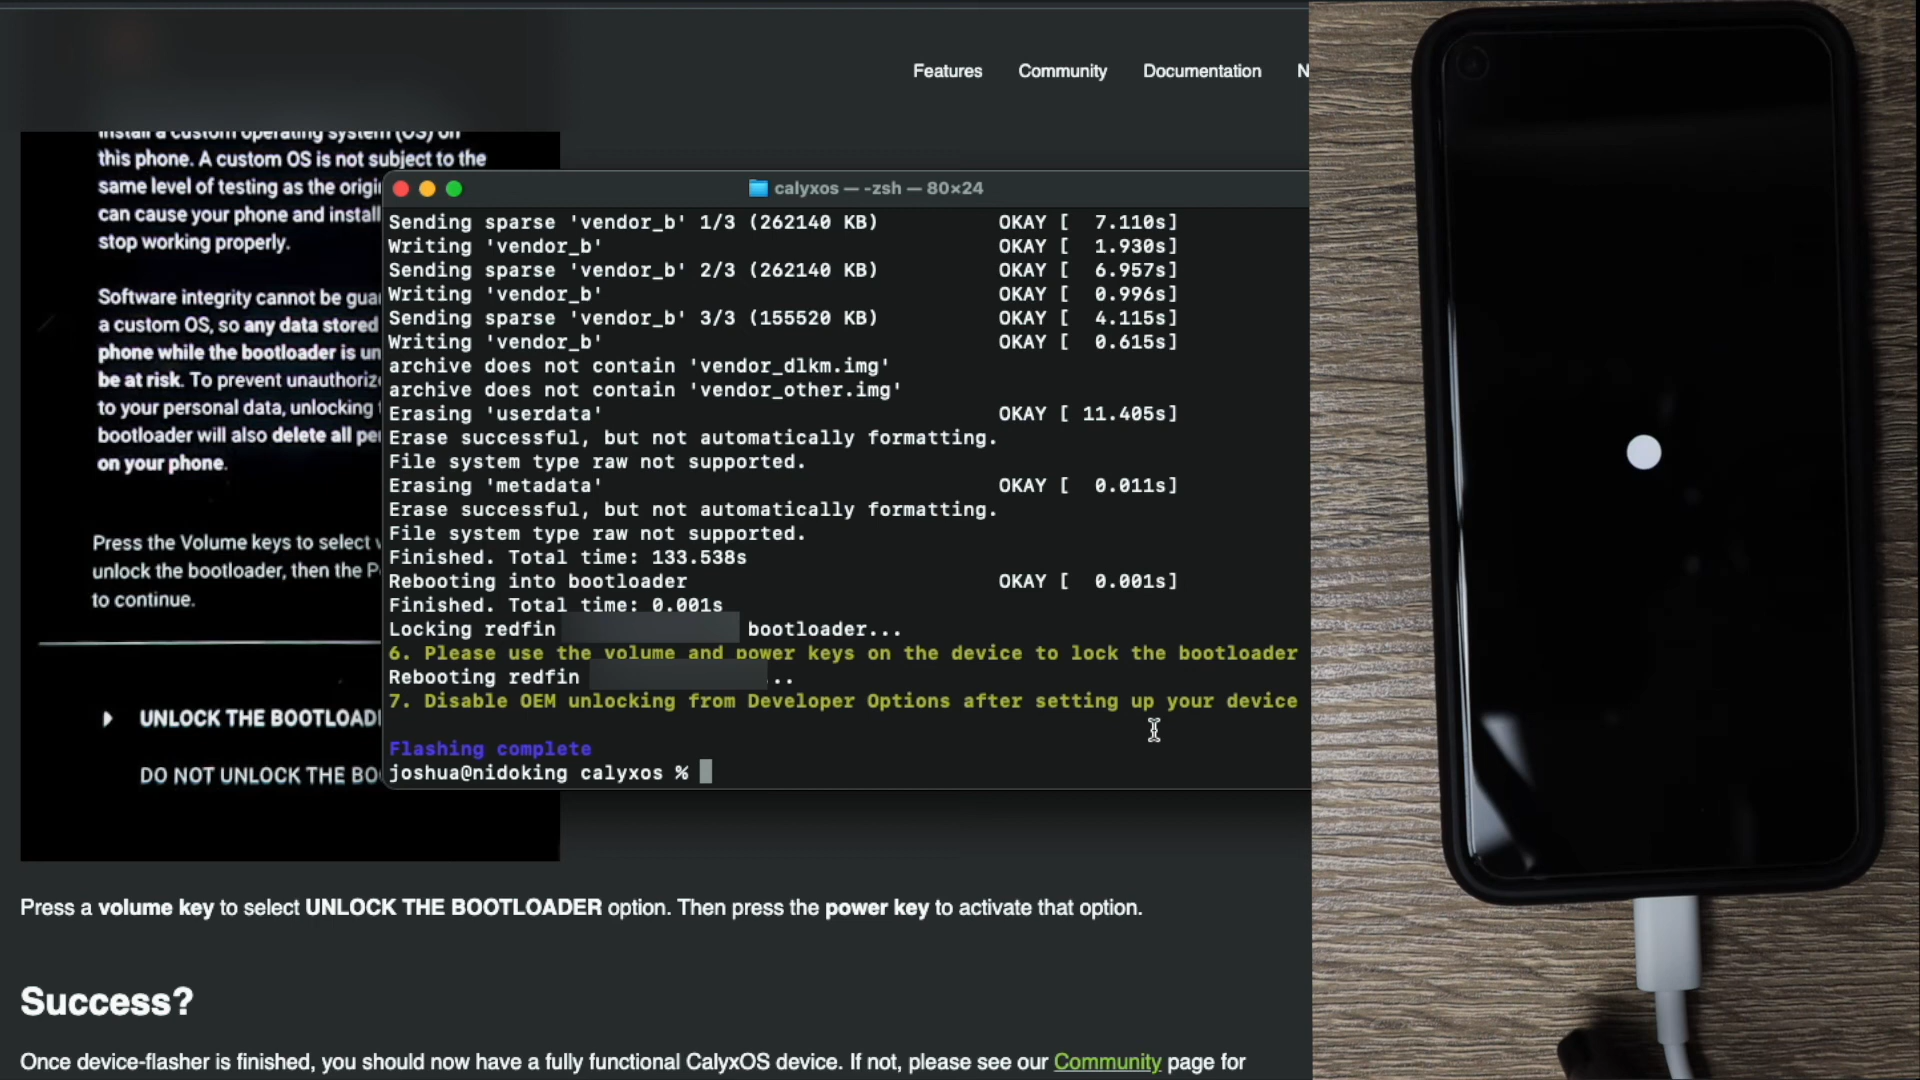 Features Community Documentation N
install a custom operating system (OS) on
this phone. A custom OS is not subject to the
same level of testing as the origi
can cause your phone and install
stop working properly.
Software integrity cannot be gua
a custom OS, so any data stored
phone while the bootloader is un
be at risk. To prevent unauthoriz
to your personal data, unlocking
bootloader will also delete all pe
on your phone.
Press the Volume keys to select
unlock the bootloader, then the P
to continue.
UNLOCK THE BOOTLOAD
DO NOT UNLOCK THE BO
calyxos — -zsh — 80×24
Sending sparse 'vendor_b' 1/3 (262140 KB) OKAY [ 7.110s]
Writing 'vendor_b' OKAY [ 1.930s]
Sending sparse 'vendor_b' 2/3 (262140 KB) OKAY [ 6.957s]
Writing 'vendor_b' OKAY [ 0.996s]
Sending sparse 'vendor_b' 3/3 (155520 KB) OKAY [ 4.115s]
Writing 'vendor_b' OKAY [ 0.615s]
archive does not contain 'vendor_dlkm.img'
archive does not contain 'vendor_other.img'
Erasing 'userdata' OKAY [ 11.405s]
Erase successful, but not automatically formatting.
File system type raw not supported.
Erasing 'metadata' OKAY [ 0.011s]
Erase successful, but not automatically formatting.
File system type raw not supported.
Finished. Total time: 133.538s
Rebooting into bootloader OKAY [ 0.001s]
Finished. Total time: 0.001s
Locking redfin bootloader...
6. Please use the volume and power keys on the device to lock the bootloader
Rebooting redfin ...
7. Disable OEM unlocking from Developer Options after setting up your device
Flashing complete
joshua@nidoking calyxos %
Press a volume key to select UNLOCK THE BOOTLOADER option. Then press the power key to activate that option.
Success?
Once device-flasher is finished, you should now have a fully functional CalyxOS device. If not, please see our Community page for